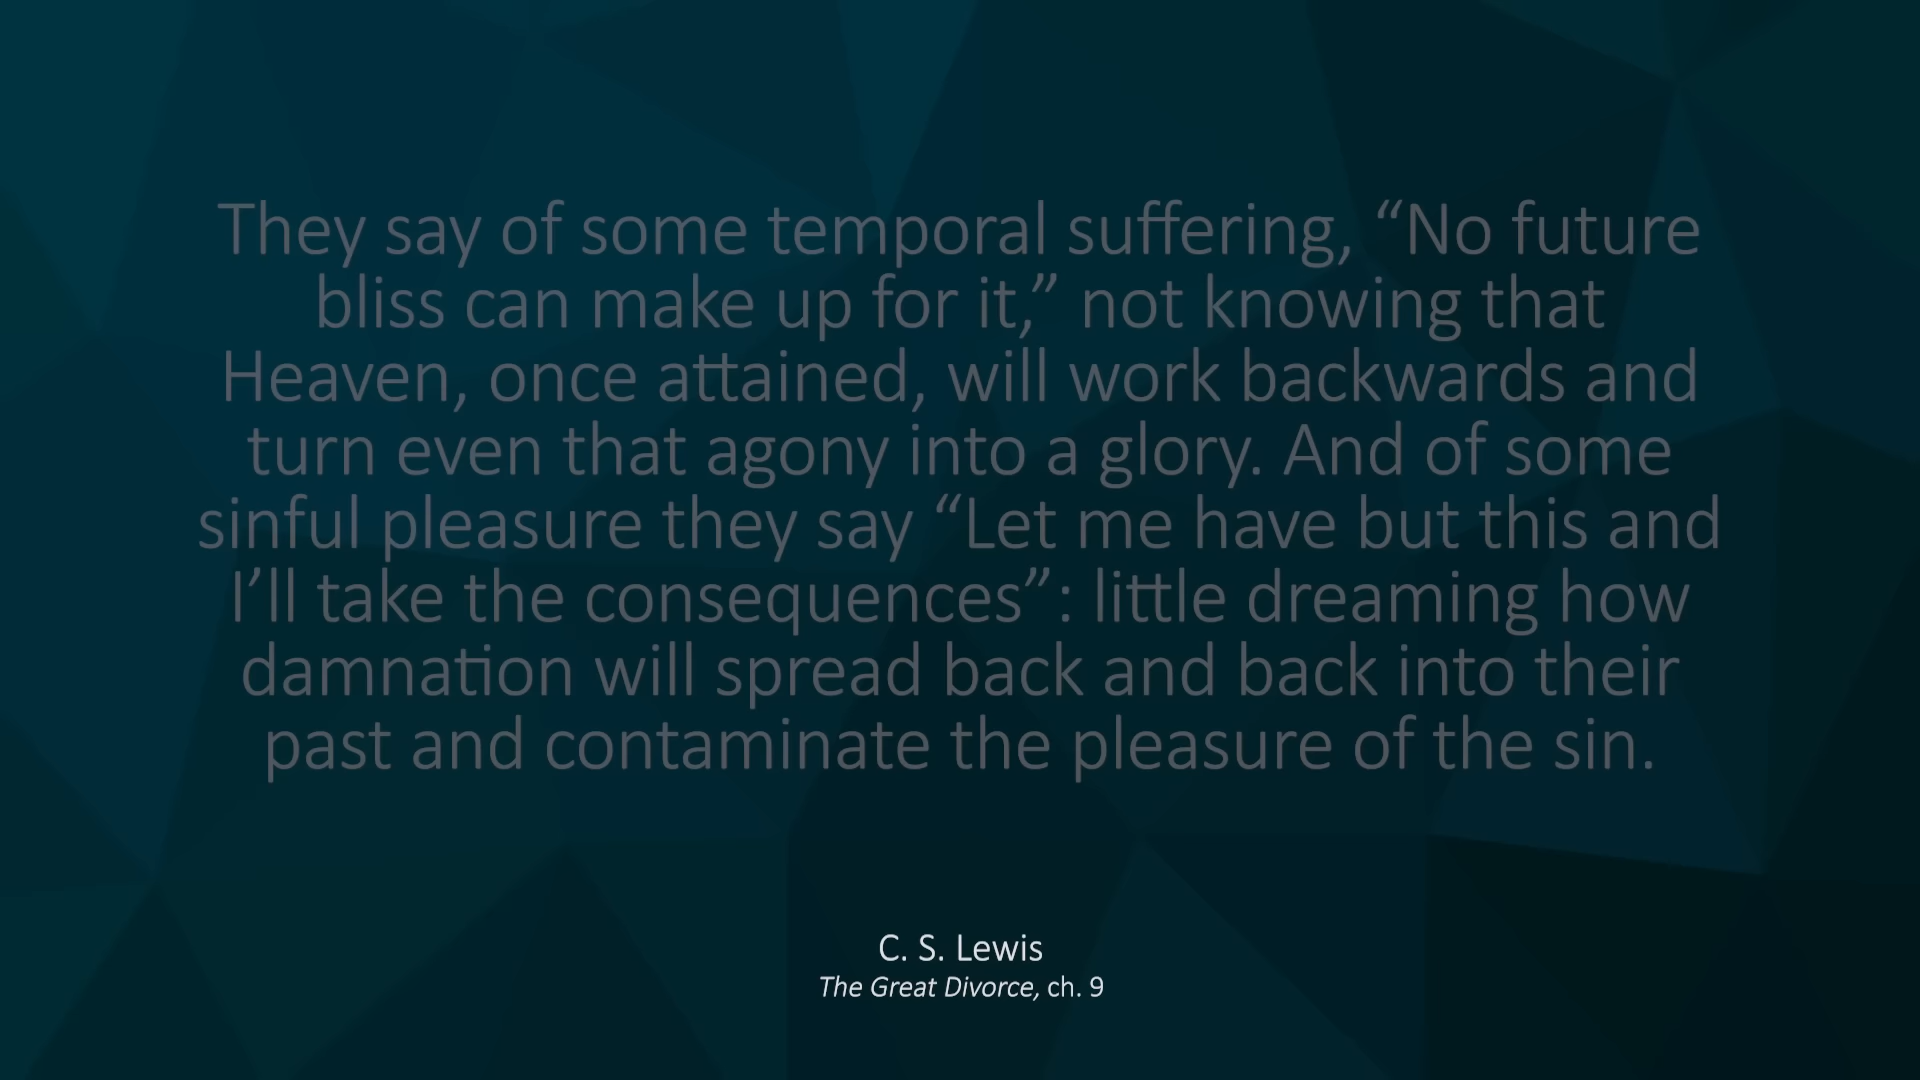 They say of some temporal suffering, “No future
bliss can make up for it,” not knowing that
Heaven, once attained, will work backwards and
turn even that agony into a glory. And of some
sinful pleasure they say “Let me have but this and
I’ll take the consequences”: little dreaming how
damnation will spread back and back into their
past and contaminate the pleasure of the sin.
C. S. Lewis
The Great Divorce, ch. 9